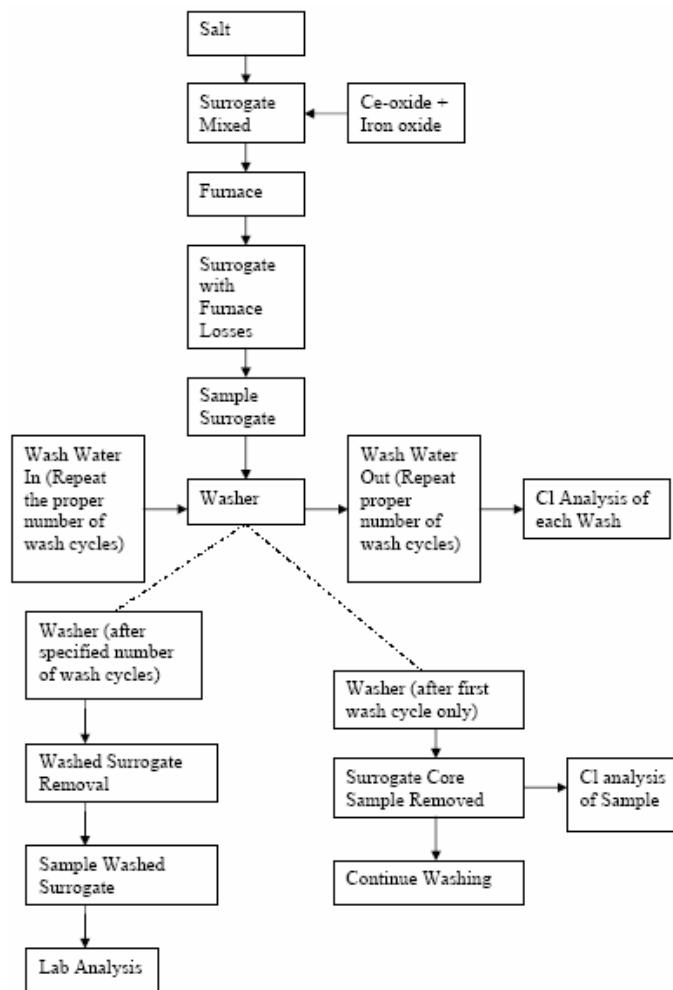 Salt
Surrogate
Mixed
Ce-oxide +
Iron oxide
Furnace
Surrogate
with
Furnace
Losses
Sample
Surrogate
Wash Water
In (Repeat
the proper
number of
wash cycles)
Washer
Wash Water
Out (Repeat
proper
number of
wash cycles)
Cl Analysis of
each Wash
Washer (after
specified number
of wash cycles)
Washer (after first
wash cycle only)
Washed Surrogate
Removal
Surrogate Core
Sample Removed
Cl analysis
of Sample
Sample Washed
Surrogate
Continue Washing
Lab Analysis